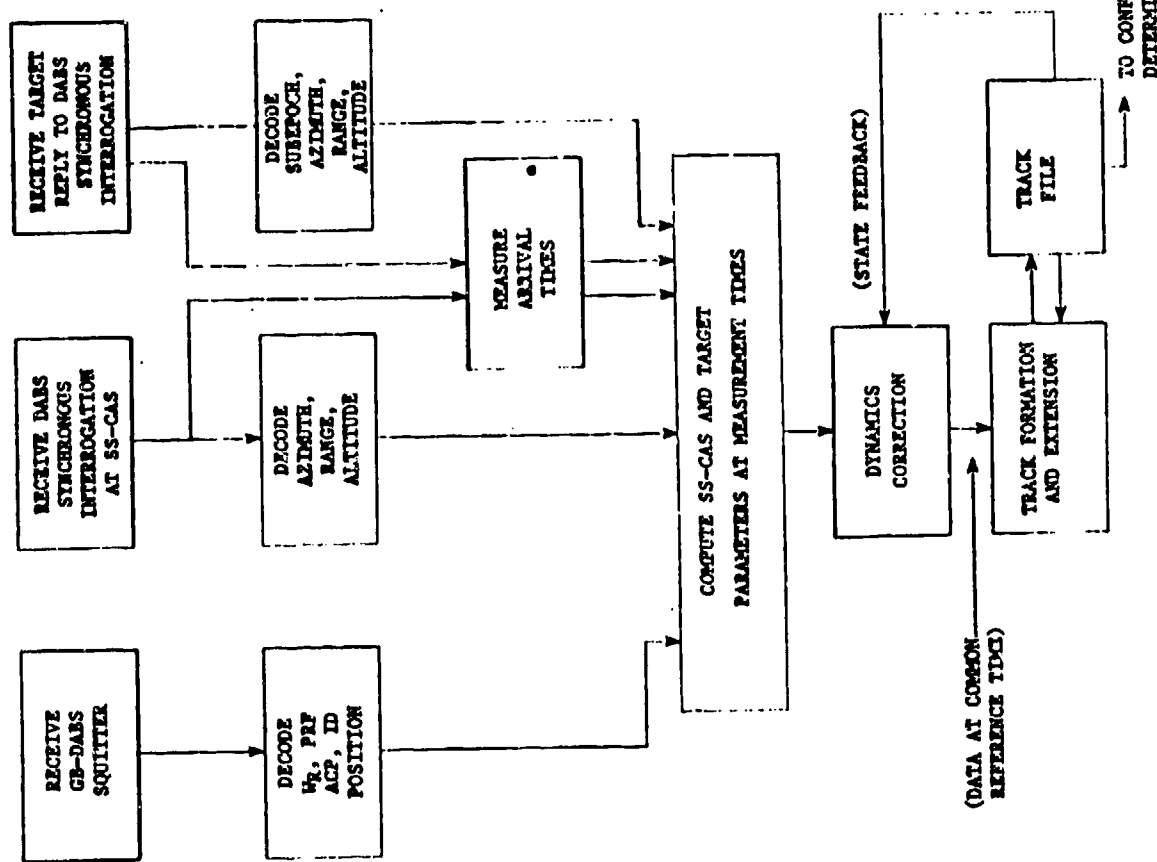 RECEIVE
GB-DABS
SQUITTER
RECEIVE DABS
SYNCHRONOUS
INTERROGATION
AT SS-CAS
RECEIVE TARGET
REPLY TO DABS
SYNCHRONOUS
INTERROGATION
DECODE
WR, PRF
ACP, ID
POSITION
DECODE
AZIMUTH,
RANGE,
ALTITUDE
DECODE
SUBEPOCH,
AZIMUTH,
RANGE,
ALTITUDE
MEASURE
ARRIVAL
TIMES
COMPUTE SS-CAS AND TARGET
PARAMETERS AT MEASUREMENT TIMES
DYNAMICS
CORRECTION
(STATE FEEDBACK)
(DATA AT COMMON
REFERENCE TIME)
TRACK FORMATION
AND EXTENSION
TRACK
FILE
TO